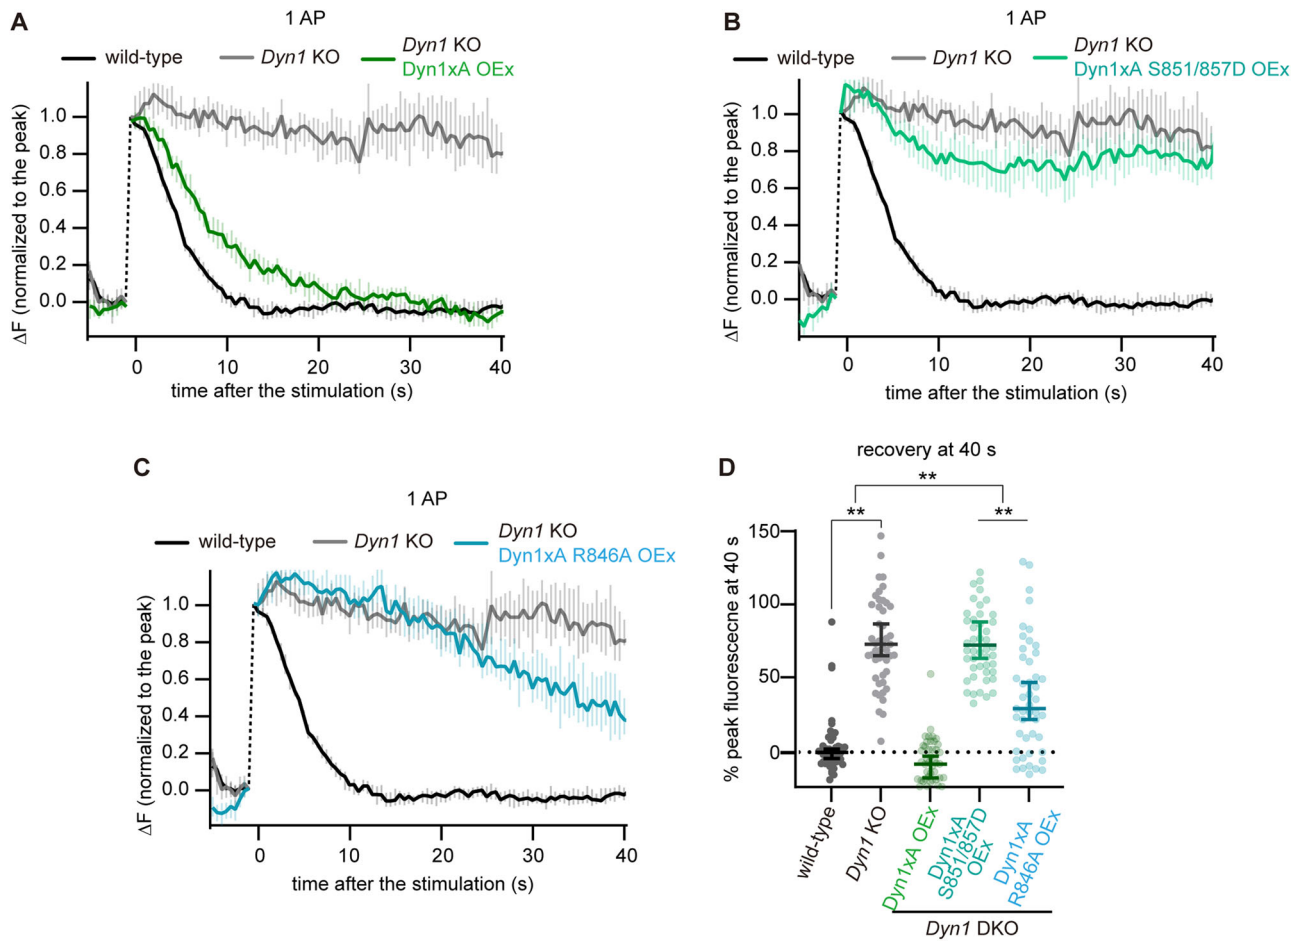 A
1 AP
wild-type
Dyn1 KO
Dyn1 KO
Dyn1xA OEx
ΔF (normalized to the peak)
1.0
0.8
0.6
0.4
0.2
0.0
0
10
20
30
40
time after the stimulation (s)
B
1 AP
wild-type
Dyn1 KO
Dyn1 KO
Dyn1xA S851/857D OEx
ΔF (normalized to the peak)
1.0
0.8
0.6
0.4
0.2
0.0
0
10
20
30
40
time after the stimulation (s)
C
1 AP
wild-type
Dyn1 KO
Dyn1 KO
Dyn1xA R846A OEx
ΔF (normalized to the peak)
1.0
0.8
0.6
0.4
0.2
0.0
0
10
20
30
40
time after the stimulation (s)
D
recovery at 40 s
**
**
**
% peak fluorescecne at 40 s
150
100
50
0
wild-type
Dyn1 KO
Dyn1xA OEx
Dyn1xA
S851/857D
OEx
Dyn1xA
R846A OEx
Dyn1 DKO